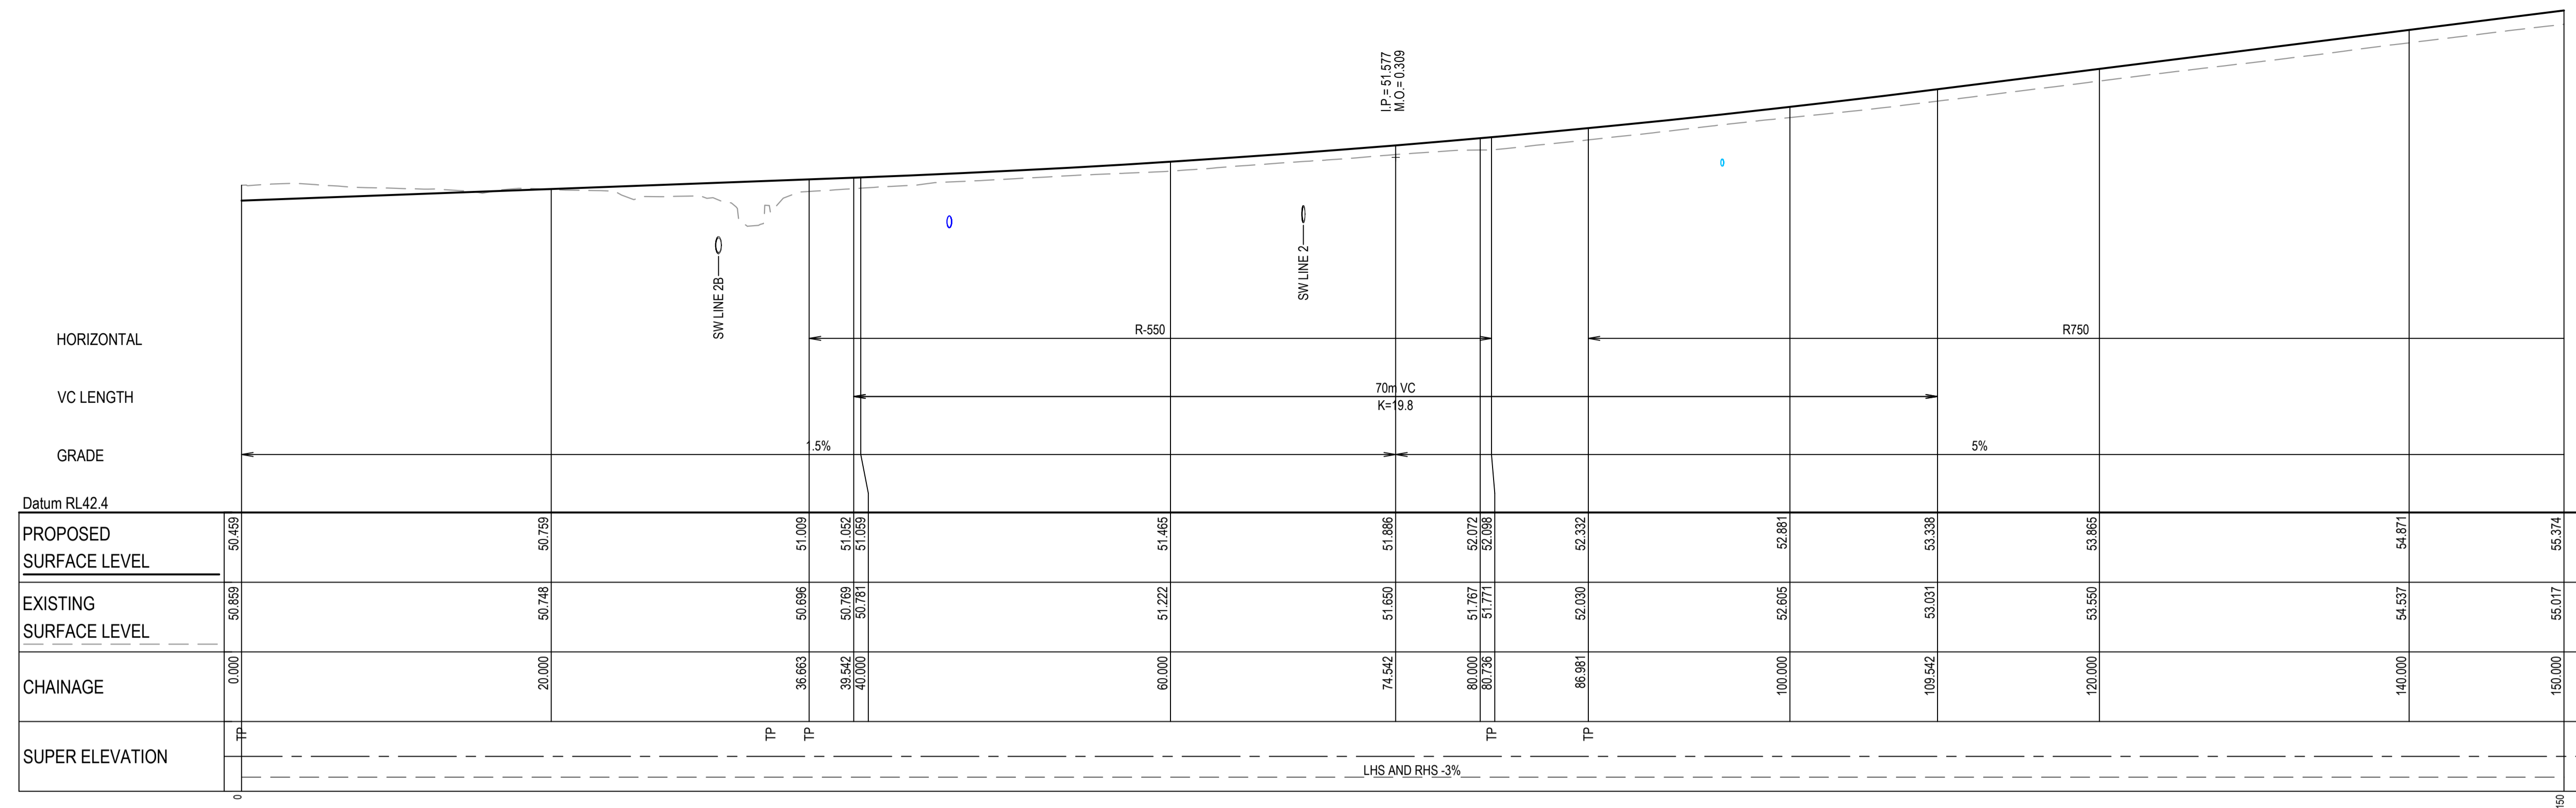 I.P.= 51.577
M.O.= 0.309
SW LINE 2B
SW LINE 2
HORIZONTAL
R-550
R750
VC LENGTH
70m VC
K=19.8
GRADE
1.5%
5%
Datum RL42.4
PROPOSED
SURFACE LEVEL
50.459 50.759 51.009 51.052 51.059 51.465 51.886 52.072 52.098 52.332 52.881 53.338 53.865 54.871 55.374
EXISTING
SURFACE LEVEL
50.859 50.748 50.696 50.769 50.781 51.222 51.650 51.767 51.771 52.030 52.605 53.031 53.550 54.537 55.017
CHAINAGE
0.000 20.000 36.663 39.542 40.000 60.000 74.542 80.000 80.736 86.981 100.000 109.542 120.000 140.000 150.000
SUPER ELEVATION
TP TP TP TP TP
LHS AND RHS -3%
0 150